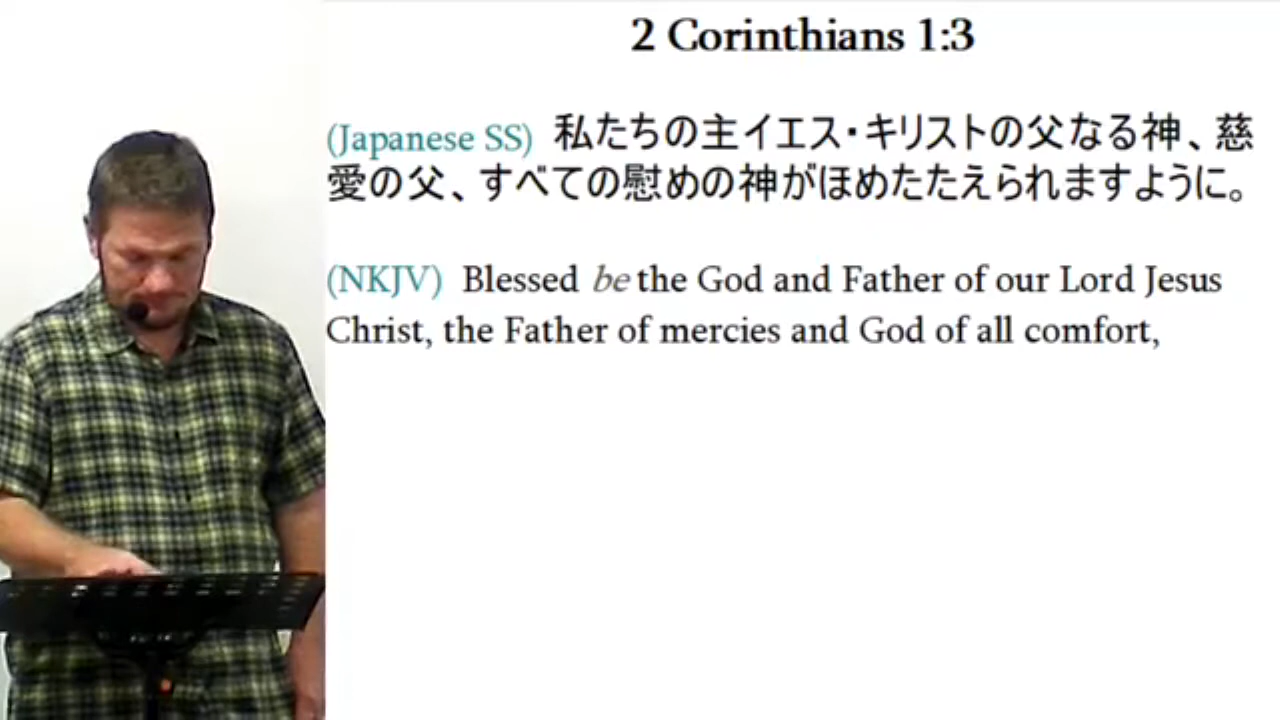 2 Corinthians 1:3
(Japanese SS) 私たちの主イエス・キリストの父なる神、慈
愛の父、すべての慰めの神がほめたたえられますように。
(NKJV) Blessed be the God and Father of our Lord Jesus
Christ, the Father of mercies and God of all comfort,